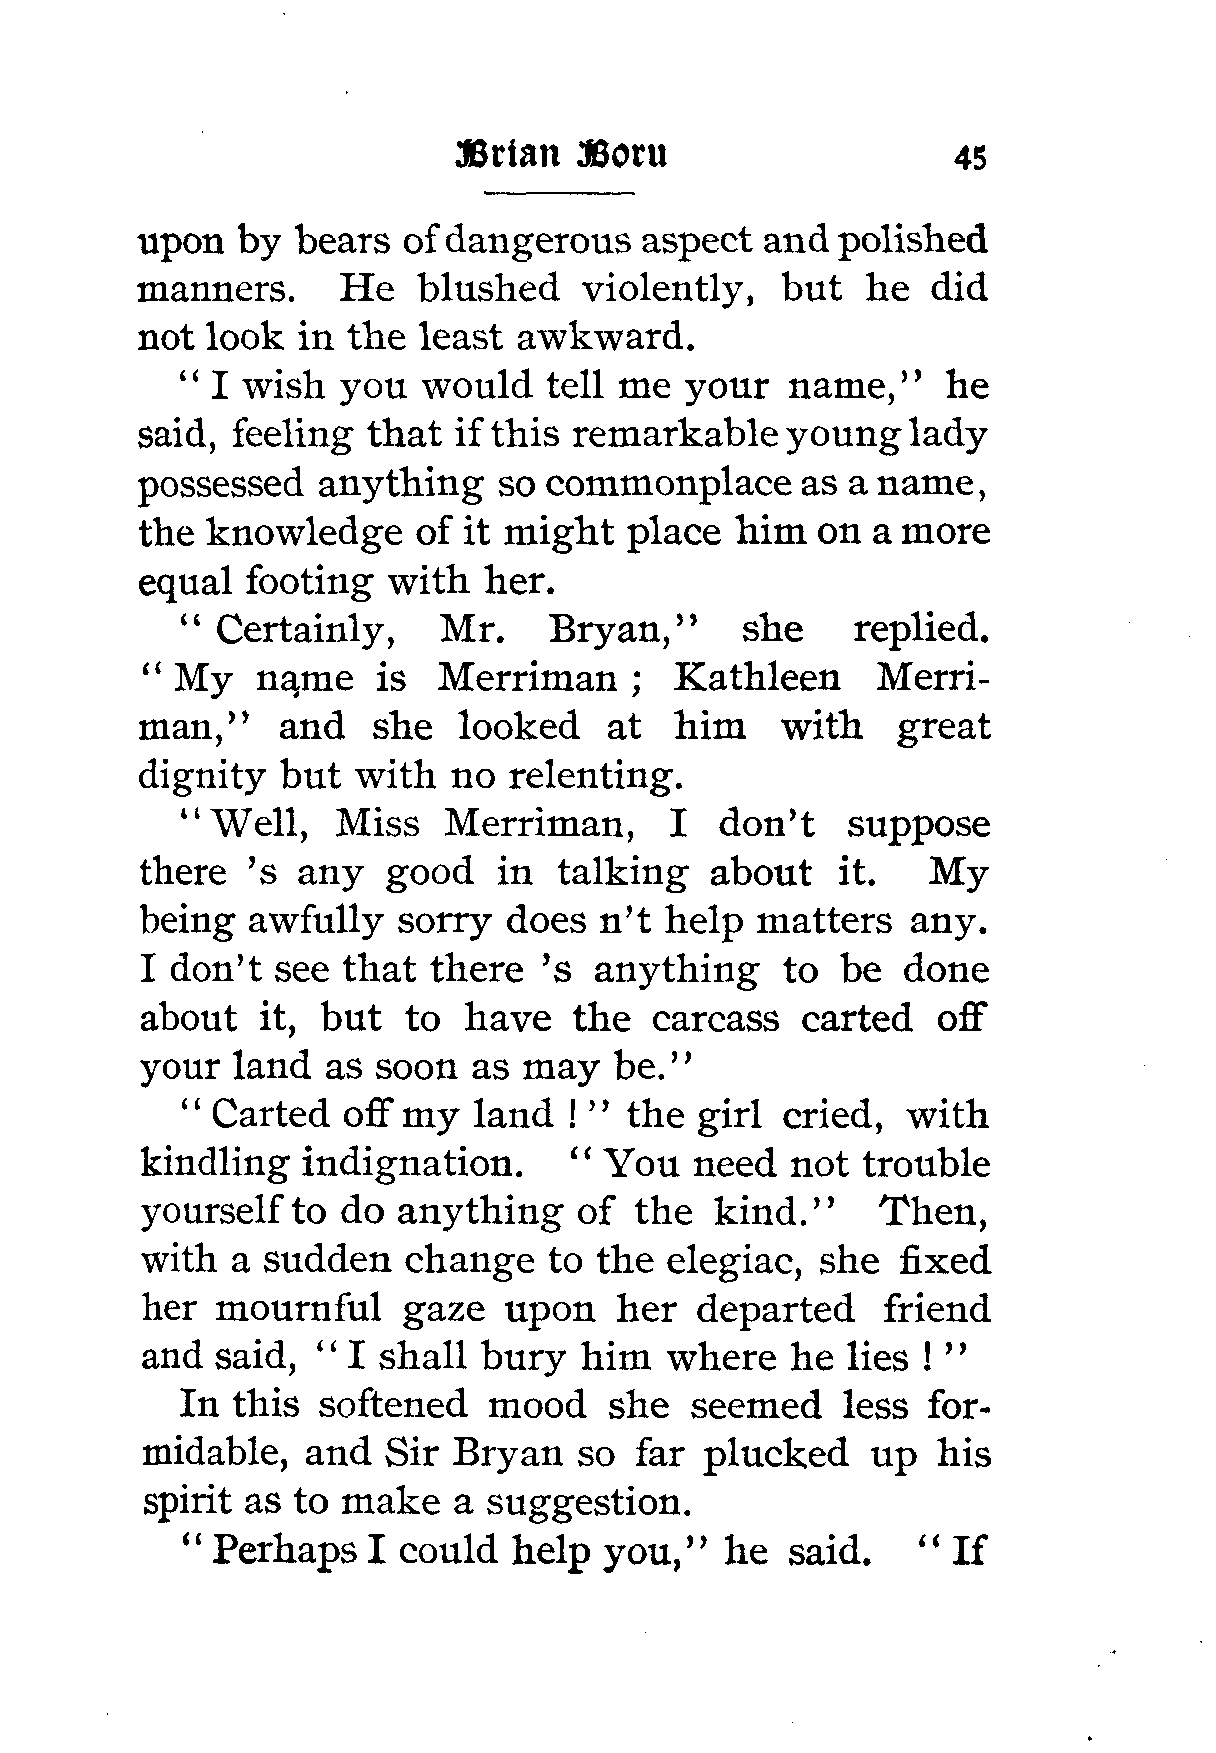 Brian Boru 45
upon by bears of dangerous aspect and polished
manners. He blushed violently, but he did
not look in the least awkward.
" I wish you would tell me your name," he
said, feeling that if this remarkable young lady
possessed anything so commonplace as a name,
the knowledge of it might place him on a more
equal footing with her.
" Certainly, Mr. Bryan," she replied.
" My name is Merriman ; Kathleen Merri-
man," and she looked at him with great
dignity but with no relenting.
" Well, Miss Merriman, I don't suppose
there 's any good in talking about it. My
being awfully sorry does n't help matters any.
I don't see that there 's anything to be done
about it, but to have the carcass carted off
your land as soon as may be."
" Carted off my land ! " the girl cried, with
kindling indignation. " You need not trouble
yourself to do anything of the kind." Then,
with a sudden change to the elegiac, she fixed
her mournful gaze upon her departed friend
and said, " I shall bury him where he lies ! "
In this softened mood she seemed less for-
midable, and Sir Bryan so far plucked up his
spirit as to make a suggestion.
" Perhaps I could help you," he said. " If